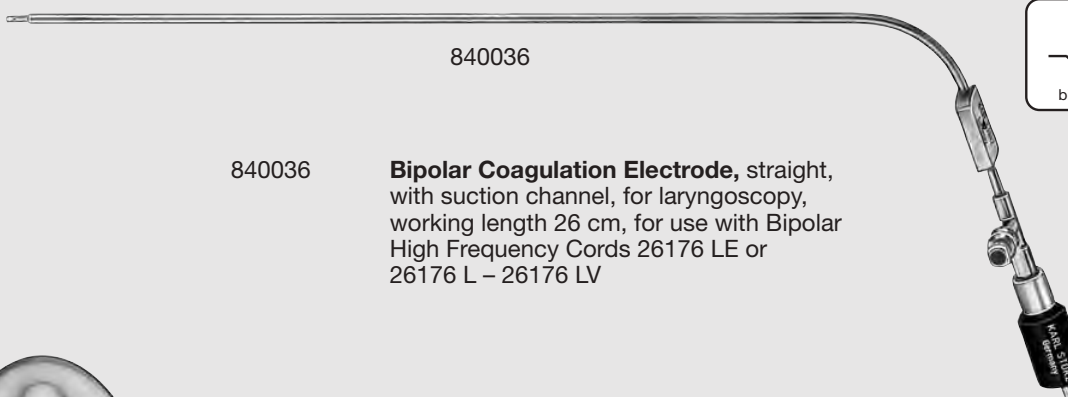 840036
840036 Bipolar Coagulation Electrode, straight,
with suction channel, for laryngoscopy,
working length 26 cm, for use with Bipolar
High Frequency Cords 26176 LE or
26176 L – 26176 LV
KARL STORZ
Germany